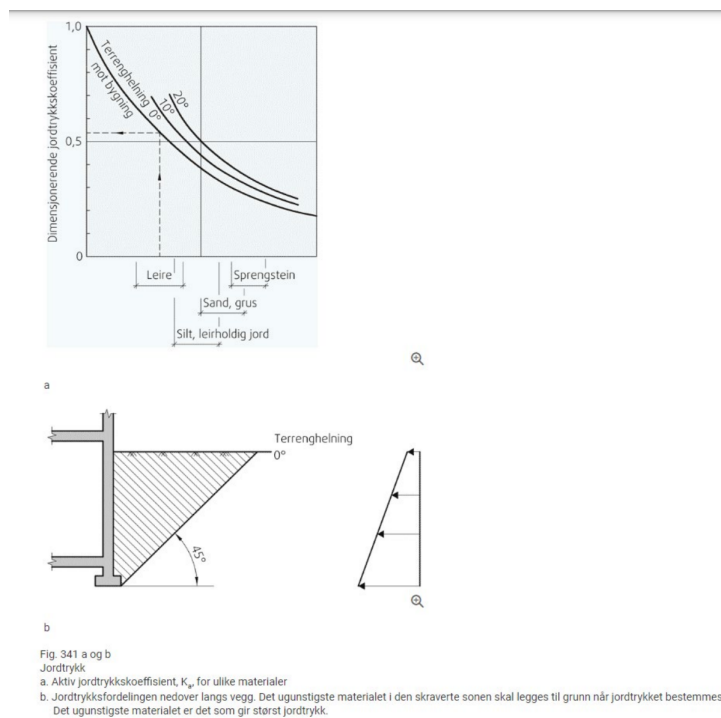 1,0
Dimensjonerende jordtrykkskoeffisient
Terrenghelning 0°
mot bygning
10°
20°
0,5
0
Leire
Sprengstein
Sand, grus
Silt, leirholdig jord
a
Terrenghelning
0°
45°
b
Fig. 341 a og b
Jordtrykk
a. Aktiv jordtrykkskoeffisient, Ka, for ulike materialer
b. Jordtrykksfordelingen nedover langs vegg. Det ugunstigste materialet i den skraverte sonen skal legges til grunn når jordtrykket bestemmes
Det ugunstigste materialet er det som gir størst jordtrykk.